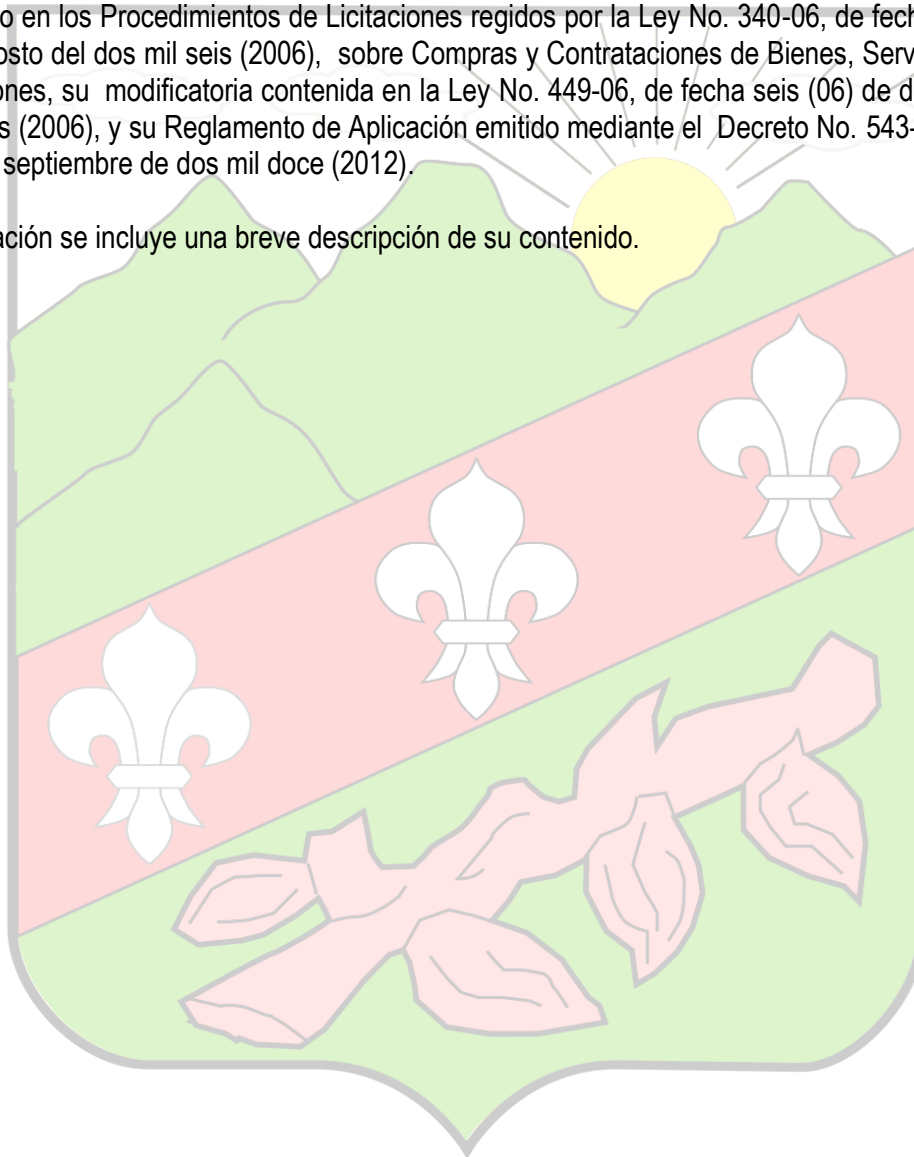 o en los Procedimientos de Licitaciones regidos por la Ley No. 340-06, de fech
osto del dos mil seis (2006), sobre Compras y Contrataciones de Bienes, Serv
ones, su modificatoria contenida en la Ley No. 449-06, de fecha seis (06) de d
s (2006), y su Reglamento de Aplicación emitido mediante el Decreto No. 543-
septiembre de dos mil doce (2012).
ación se incluye una breve descripción de su contenido.